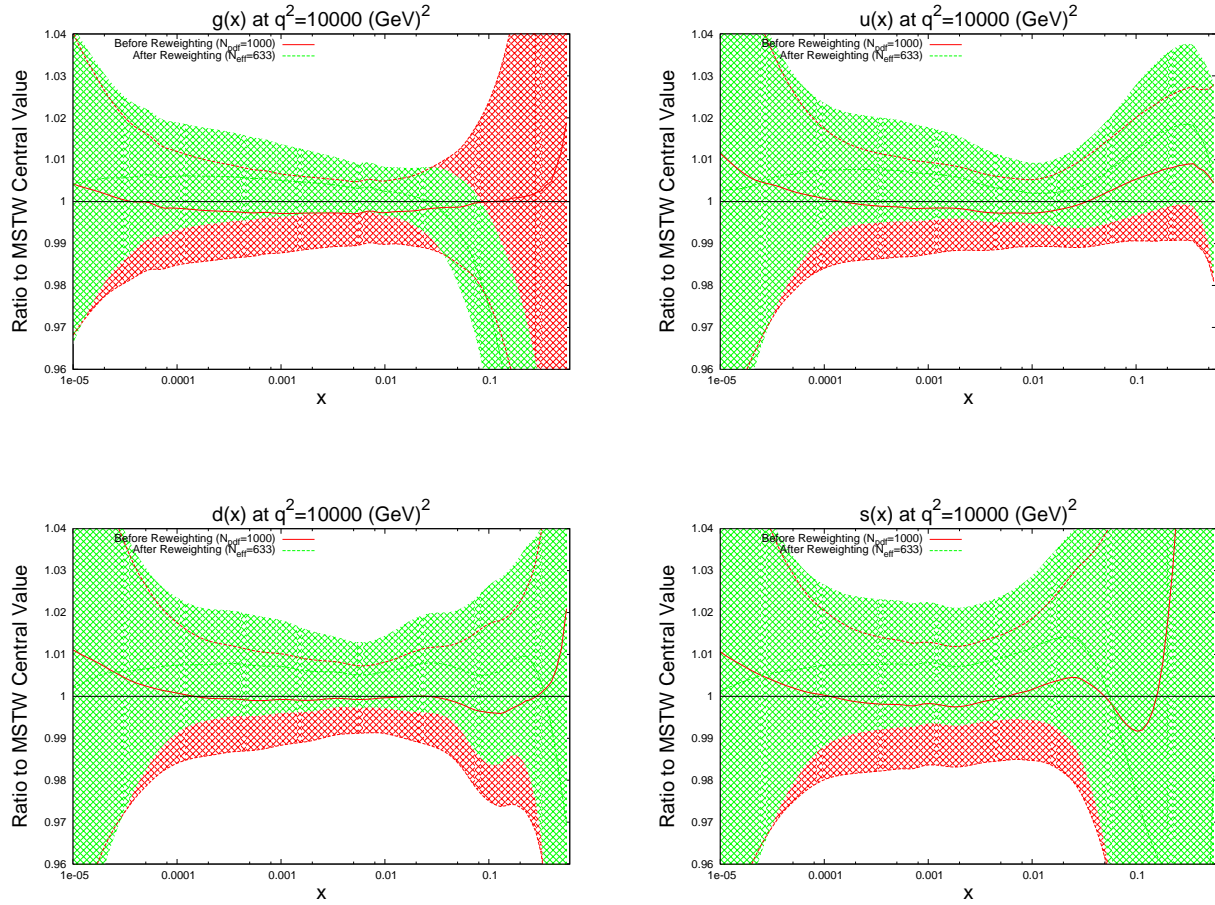 g(x) at q²=10000 (GeV)²
Before Reweighting (N_pdf=1000)
After Reweighting (N_eff=633)
Ratio to MSTW Central Value
1.04
1.03
1.02
1.01
1
0.99
0.98
0.97
0.96
1e-05 0.0001 0.001 0.01 0.1
x
u(x) at q²=10000 (GeV)²
Before Reweighting (N_pdf=1000)
After Reweighting (N_eff=633)
Ratio to MSTW Central Value
1.04
1.03
1.02
1.01
1
0.99
0.98
0.97
0.96
1e-05 0.0001 0.001 0.01 0.1
x
d(x) at q²=10000 (GeV)²
Before Reweighting (N_pdf=1000)
After Reweighting (N_eff=633)
Ratio to MSTW Central Value
1.04
1.03
1.02
1.01
1
0.99
0.98
0.97
0.96
1e-05 0.0001 0.001 0.01 0.1
x
s(x) at q²=10000 (GeV)²
Before Reweighting (N_pdf=1000)
After Reweighting (N_eff=633)
Ratio to MSTW Central Value
1.04
1.03
1.02
1.01
1
0.99
0.98
0.97
0.96
1e-05 0.0001 0.001 0.01 0.1
x